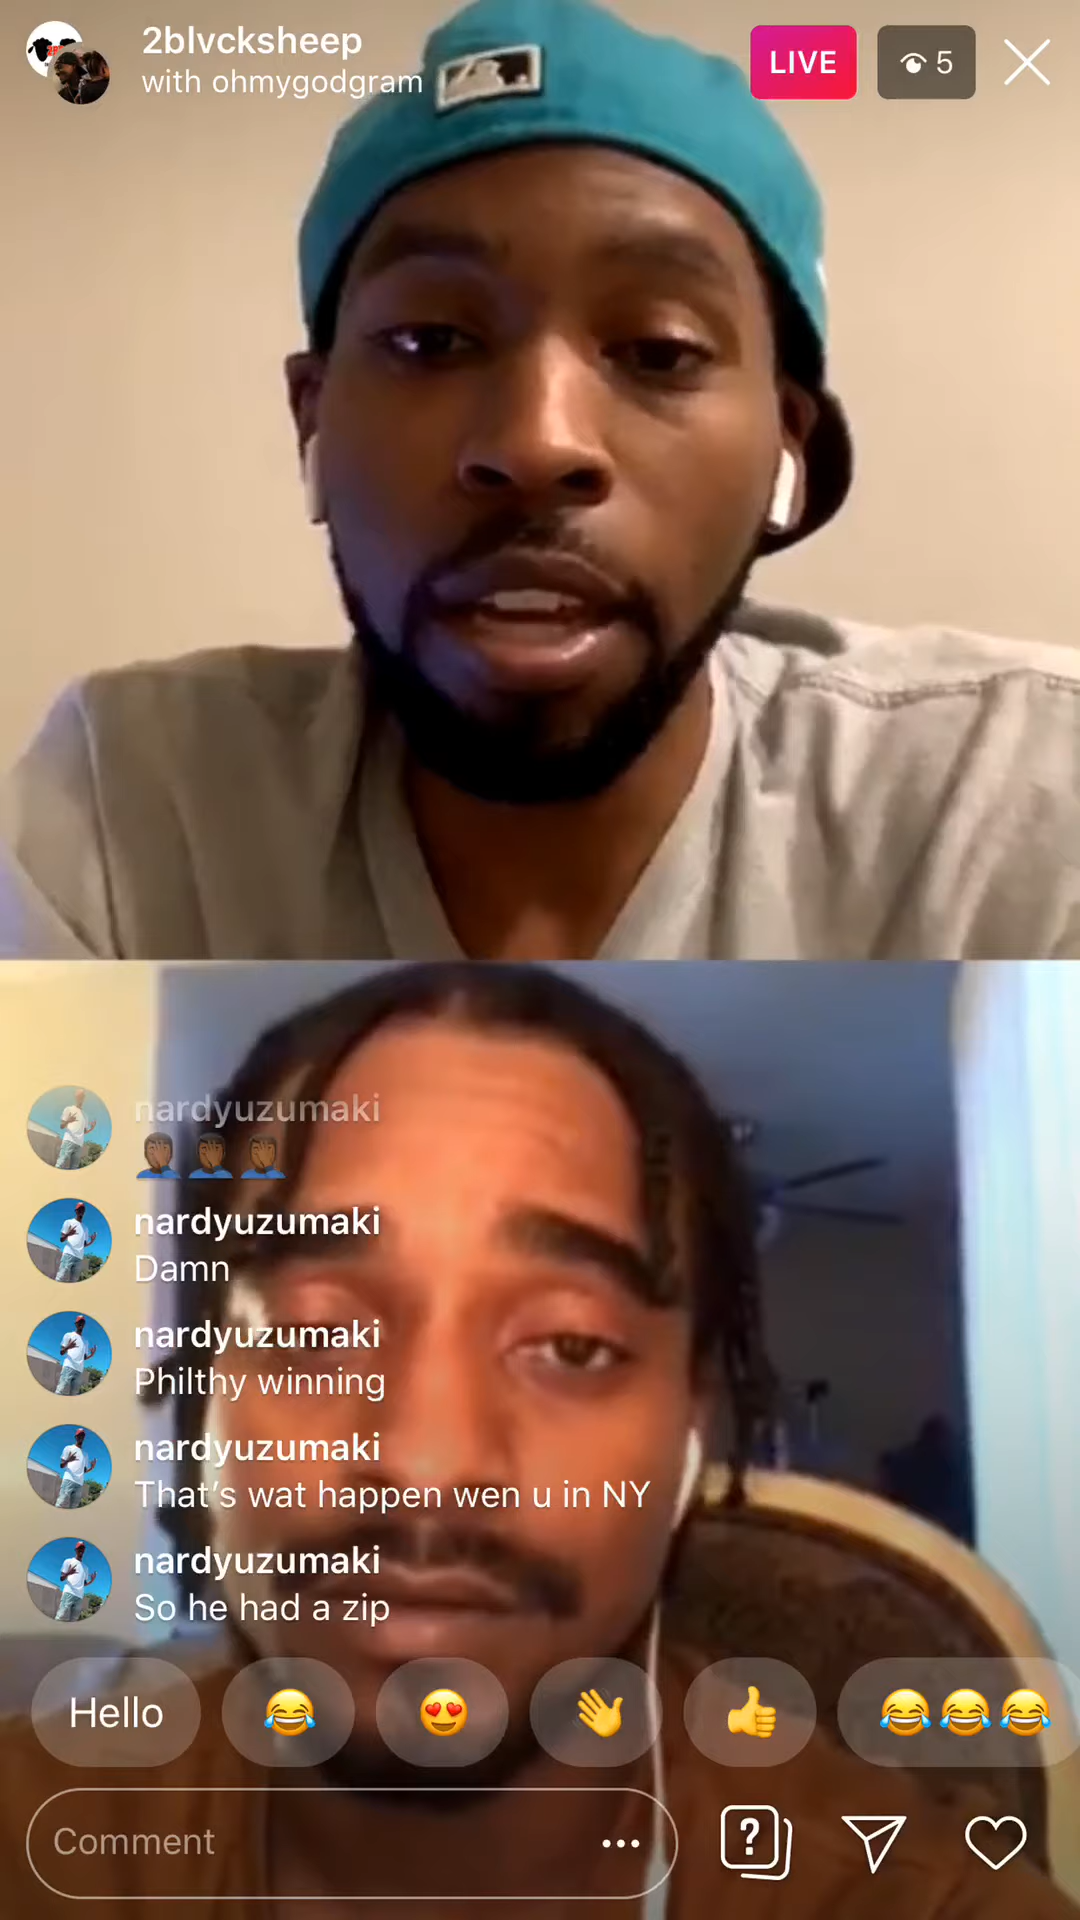 2blvcksheep
with ohmygodgram
LIVE
5
nardyuzumaki
🤦🏾‍♂️🤦🏾‍♂️🤦🏾‍♂️
nardyuzumaki
Damn
nardyuzumaki
Philthy winning
nardyuzumaki
That's wat happen wen u in NY
nardyuzumaki
So he had a zip
Hello 😂 😍 👋 👍 😂😂😂
Comment